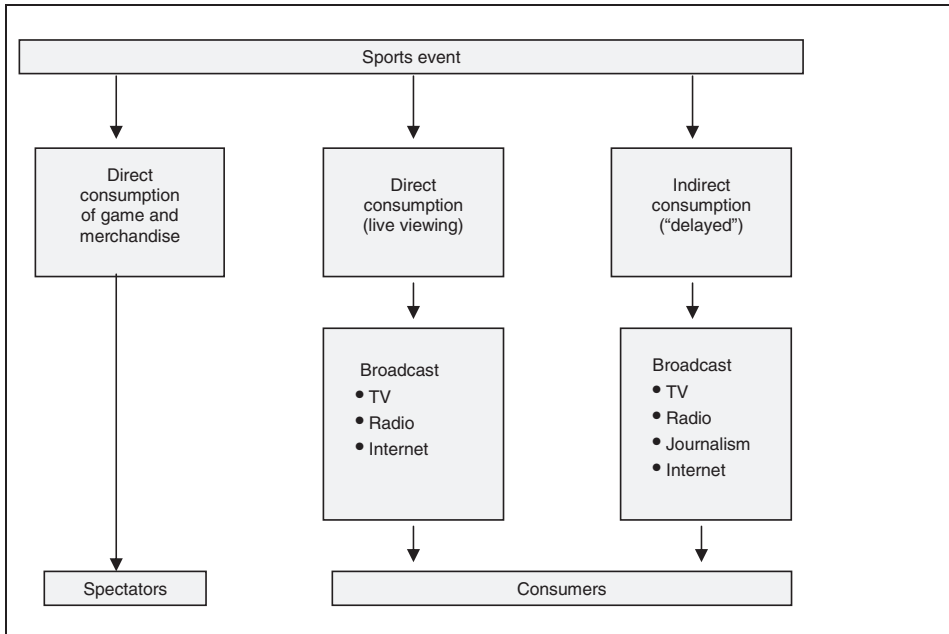 Sports event
Direct
consumption
of game and
merchandise
Direct
consumption
(live viewing)
Indirect
consumption
(“delayed”)
Broadcast
• TV
• Radio
• Internet
Broadcast
• TV
• Radio
• Journalism
• Internet
Spectators
Consumers